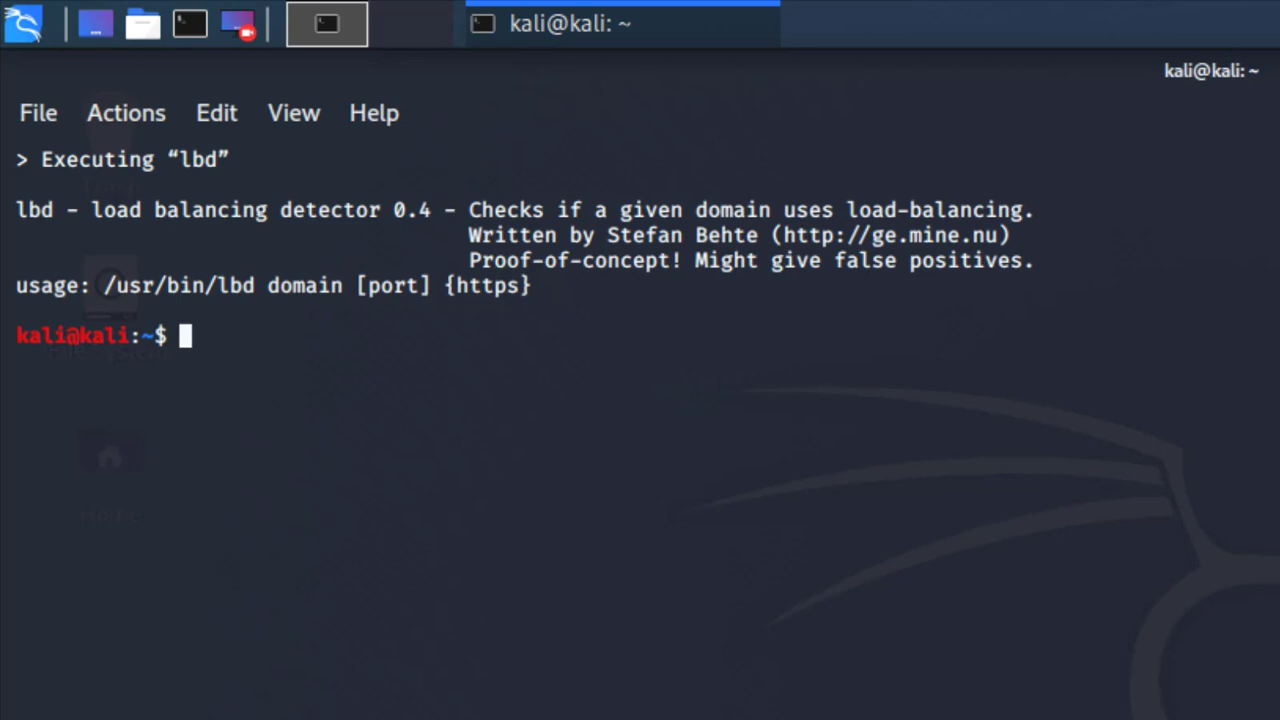 kali@kali: ~
kali@kali: ~
File Actions Edit View Help
> Executing “lbd”
lbd - load balancing detector 0.4 - Checks if a given domain uses load-balancing.
Written by Stefan Behte (http://ge.mine.nu)
Proof-of-concept! Might give false positives.
usage: /usr/bin/lbd domain [port] {https}
kali@kali:~$